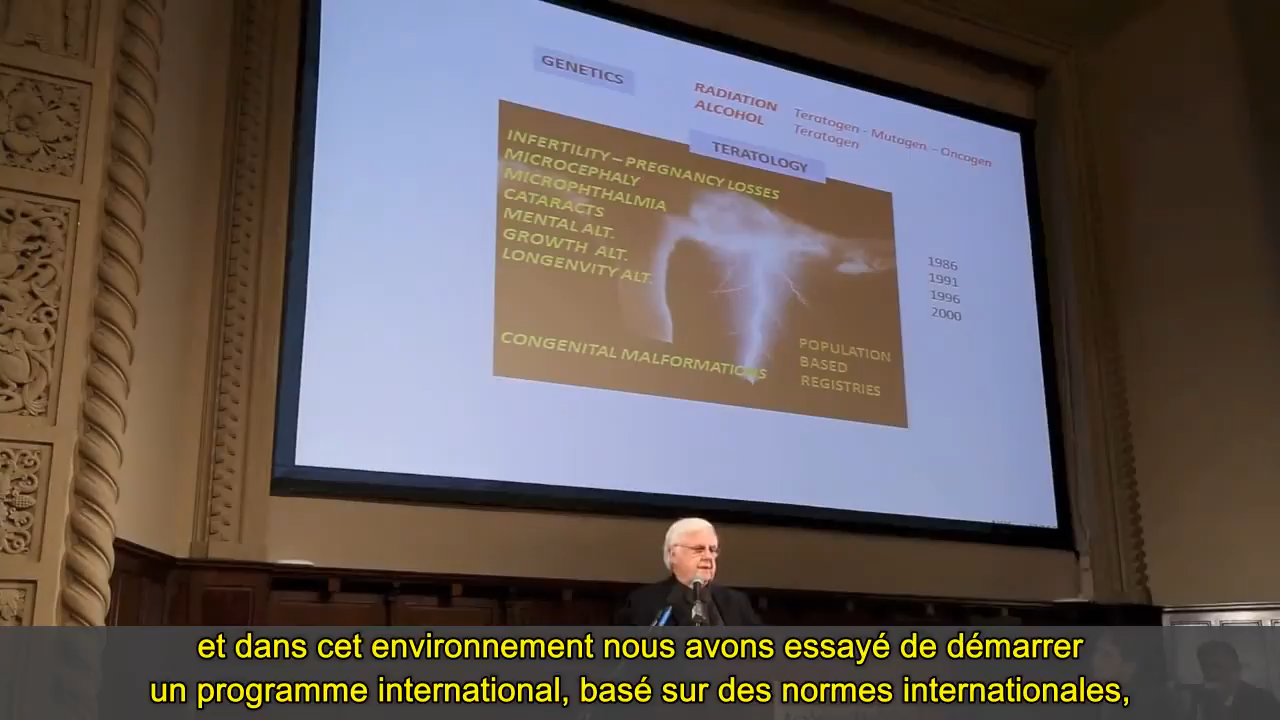 GENETICS
RADIATION Teratogen - Mutagen - Oncogen
ALCOHOL Teratogen
TERATOLOGY
INFERTILITY – PREGNANCY LOSSES
MICROCEPHALY
MICROPHTHALMIA
CATARACTS
MENTAL ALT.
GROWTH ALT.
LONGENVITY ALT.
1986
1991
1996
2000
CONGENITAL MALFORMATIONS
POPULATION
BASED
REGISTRIES
et dans cet environnement nous avons essayé de démarrer
un programme international, basé sur des normes internationales,